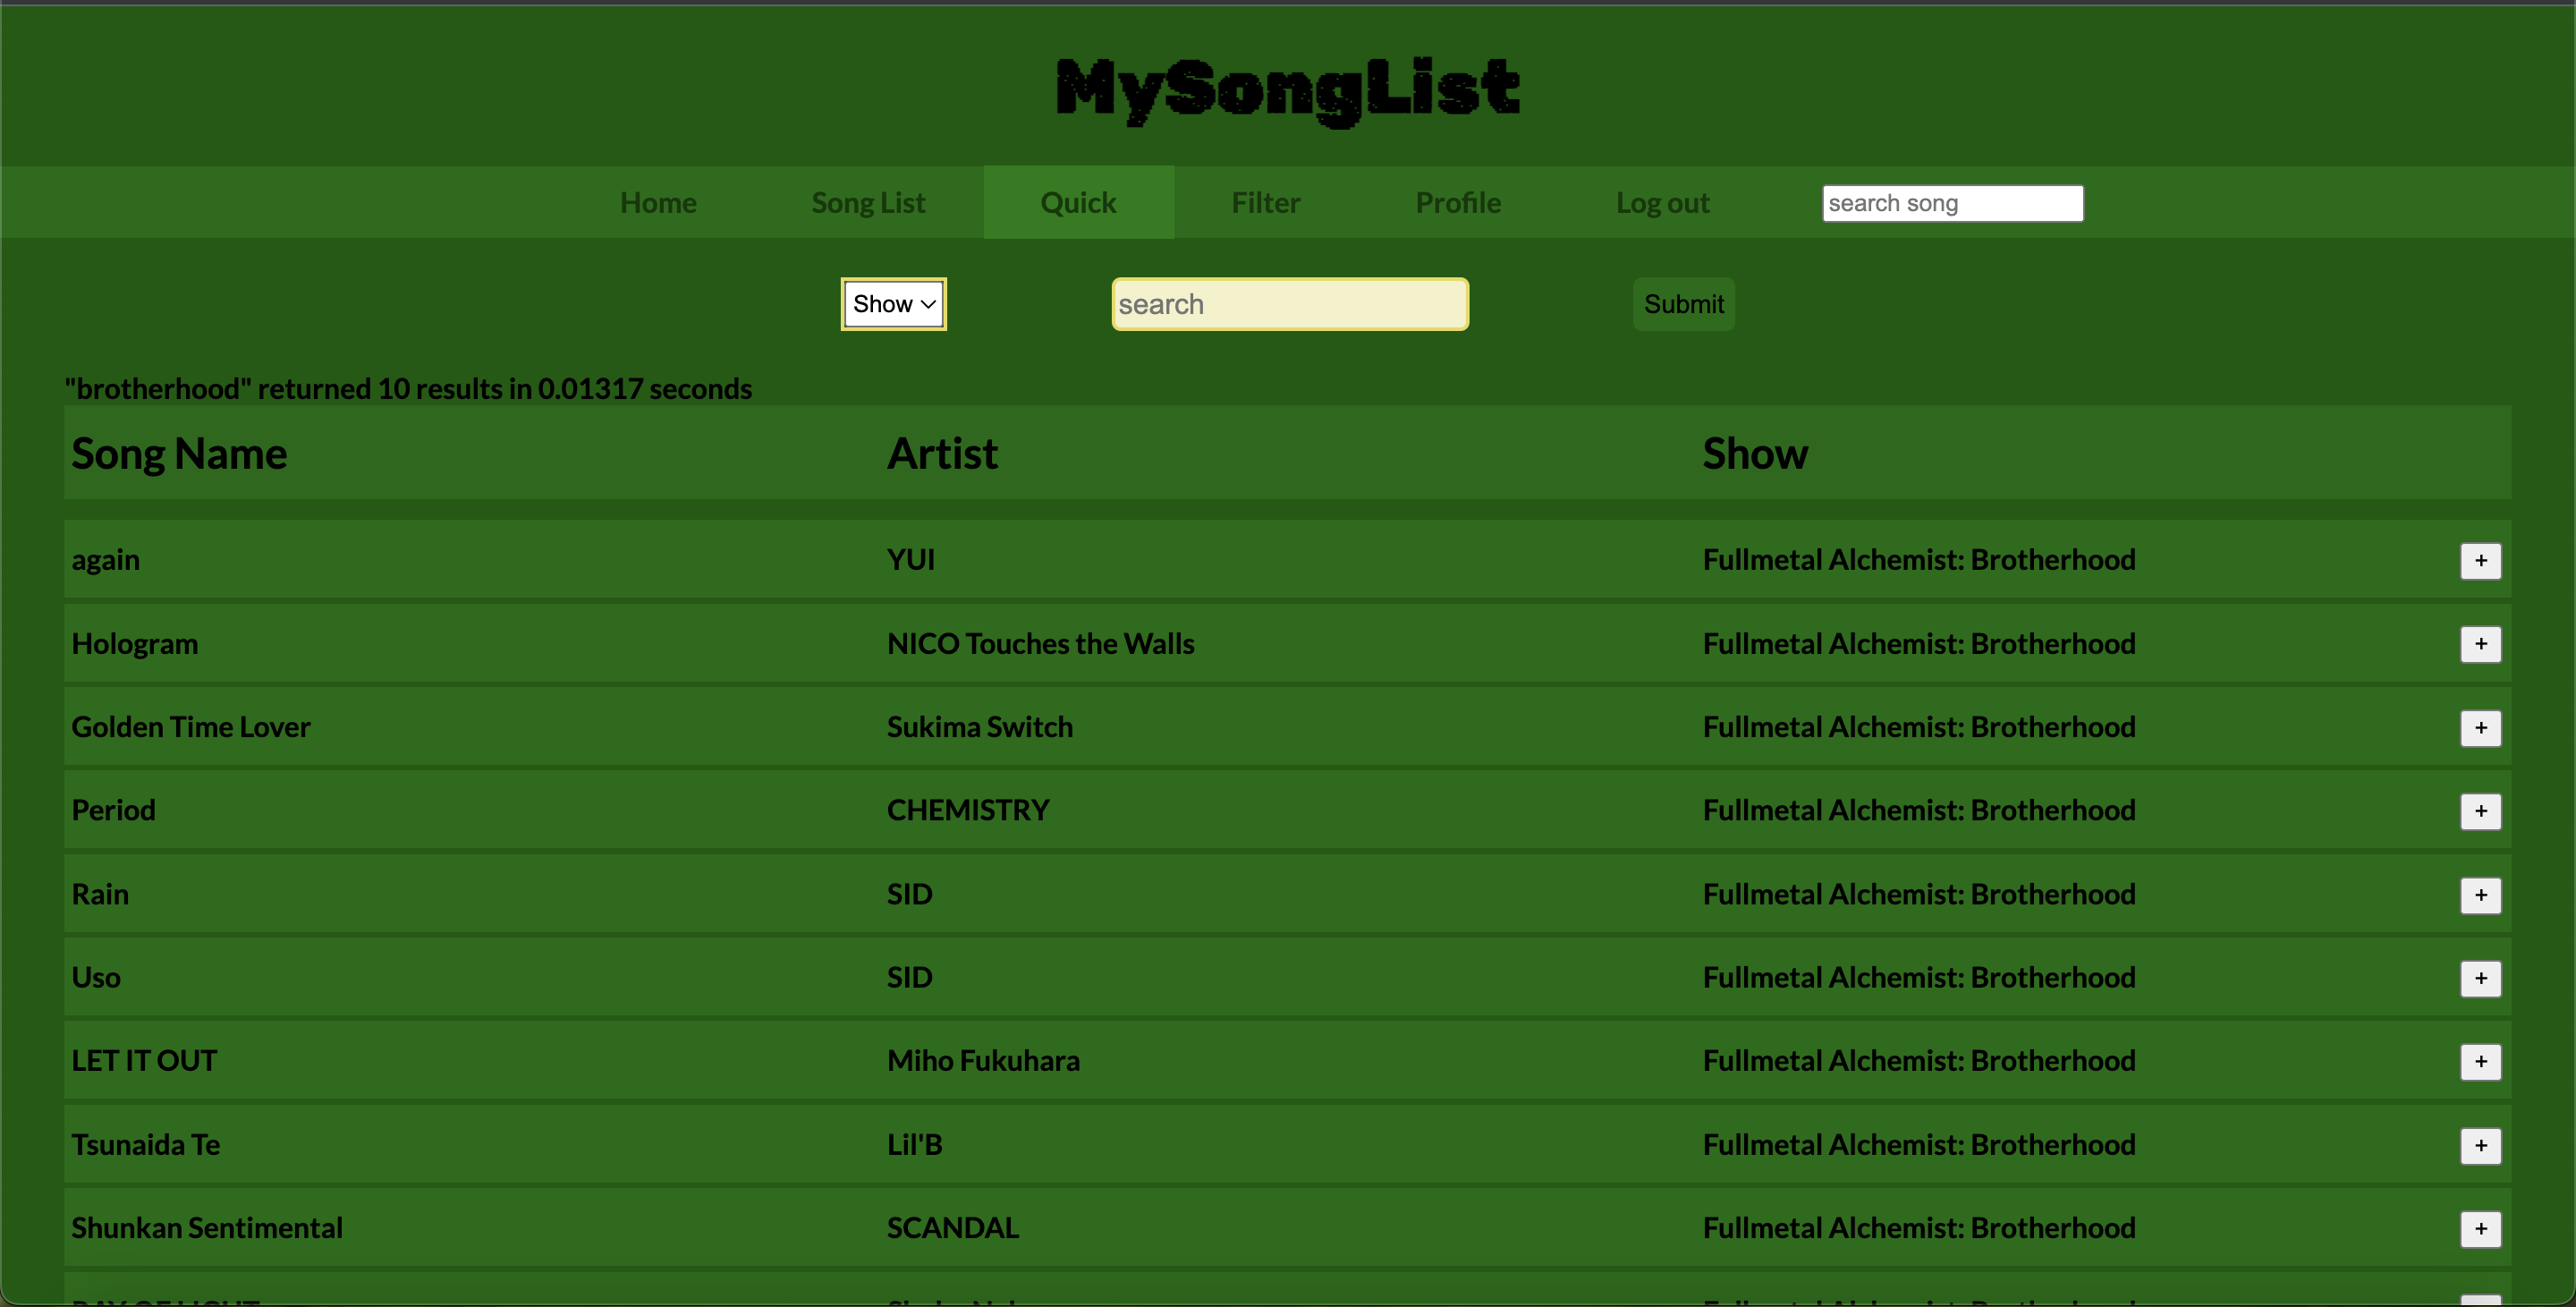 MySongList
Home Song List Quick Filter Profile Log out search song
Show search Submit
"brotherhood" returned 10 results in 0.01317 seconds
Song Name Artist Show
again YUI Fullmetal Alchemist: Brotherhood +
Hologram NICO Touches the Walls Fullmetal Alchemist: Brotherhood +
Golden Time Lover Sukima Switch Fullmetal Alchemist: Brotherhood +
Period CHEMISTRY Fullmetal Alchemist: Brotherhood +
Rain SID Fullmetal Alchemist: Brotherhood +
Uso SID Fullmetal Alchemist: Brotherhood +
LET IT OUT Miho Fukuhara Fullmetal Alchemist: Brotherhood +
Tsunaida Te Lil'B Fullmetal Alchemist: Brotherhood +
Shunkan Sentimental SCANDAL Fullmetal Alchemist: Brotherhood +